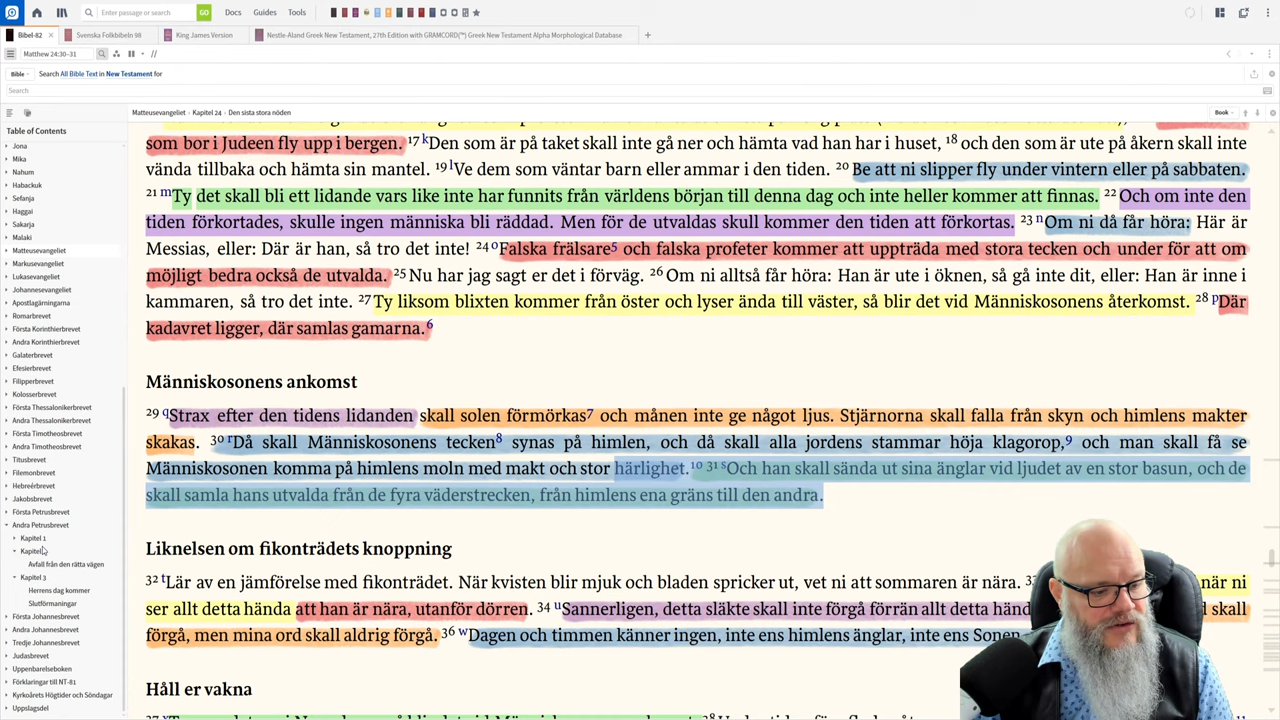 Enter passage or search
GO
Docs
Guides
Tools
Bibel-82
Svenska Folkbibeln 98
King James Version
Nestle-Aland Greek New Testament, 27th Edition with GRAMCORD(™) Greek New Testament Alpha Morphological Database
Matthew 24:30–31
Bible
Search All Bible Text in New Testament for
Search
Matteusevangeliet › Kapitel 24 › Den sista stora nöden
Book
Table of Contents
Jona
Mika
Nahum
Habackuk
Sefanja
Haggai
Sakarja
Malaki
Matteusevangeliet
Markusevangeliet
Lukasevangeliet
Johannesevangeliet
Apostlagärningarna
Romarbrevet
Första Korinthierbrevet
Andra Korinthierbrevet
Galaterbrevet
Efesierbrevet
Filipperbrevet
Kolosserbrevet
Första Thessalonikerbrevet
Andra Thessalonikerbrevet
Första Timotheosbrevet
Andra Timotheosbrevet
Titusbrevet
Filemonbrevet
Hebreérbrevet
Jakobsbrevet
Första Petrusbrevet
Andra Petrusbrevet
Kapitel 1
Kapitel
Avfall från den rätta vägen
Kapitel 3
Herrens dag kommer
Slutförmaningar
Första Johannesbrevet
Andra Johannesbrevet
Tredje Johannesbrevet
Judasbrevet
Uppenbarelseboken
Förklaringar till NT-81
Kyrkoårets Högtider och Söndagar
Uppslagsdel
som bor i Judeen fly upp i bergen. 17 k Den som är på taket skall inte gå ner och hämta vad han har i huset, 18 och den som är ute på åkern skall inte
vända tillbaka och hämta sin mantel. 19 l Ve dem som väntar barn eller ammar i den tiden. 20 Be att ni slipper fly under vintern eller på sabbaten.
21 m Ty det skall bli ett lidande vars like inte har funnits från världens början till denna dag och inte heller kommer att finnas. 22 Och om inte den
tiden förkortades, skulle ingen människa bli räddad. Men för de utvaldas skull kommer den tiden att förkortas. 23 n Om ni då får höra: Här är
Messias, eller: Där är han, så tro det inte. 24 o Falska frälsare 5 och falska profeter kommer att uppträda med stora tecken och under för att om
möjligt bedra också de utvalda. 25 Nu har jag sagt er det i förväg. 26 Om ni alltså får höra: Han är ute i öknen, så gå inte dit, eller: Han är inne i
kammaren, så tro det inte. 27 Ty liksom blixten kommer från öster och lyser ända till väster, så blir det vid Människosonens återkomst. 28 p Där
kadavret ligger, där samlas gamarna. 6
Människosonens ankomst
29 q Strax efter den tidens lidanden skall solen förmörkas 7 och månen inte ge något ljus. Stjärnorna skall falla från skyn och himlens makter
skakas. 30 r Då skall Människosonens tecken 8 synas på himlen, och då skall alla jordens stammar höja klagorop, 9 och man skall få se
Människosonen komma på himlens moln med makt och stor härlighet. 10 31 s Och han skall sända ut sina änglar vid ljudet av en stor basun, och de
skall samla hans utvalda från de fyra väderstrecken, från himlens ena gräns till den andra.
Liknelsen om fikonträdets knoppning
32 t Lär av en jämförelse med fikonträdet. När kvisten blir mjuk och bladen spricker ut, vet ni att sommaren är nära. när ni
ser allt detta hända att han är nära, utanför dörren. 34 u Sannerligen, detta släkte skall inte förgå förrän allt detta händ skall
förgå, men mina ord skall aldrig förgå. 36 w Dagen och timmen känner ingen, inte ens himlens änglar, inte ens Sonen
Håll er vakna